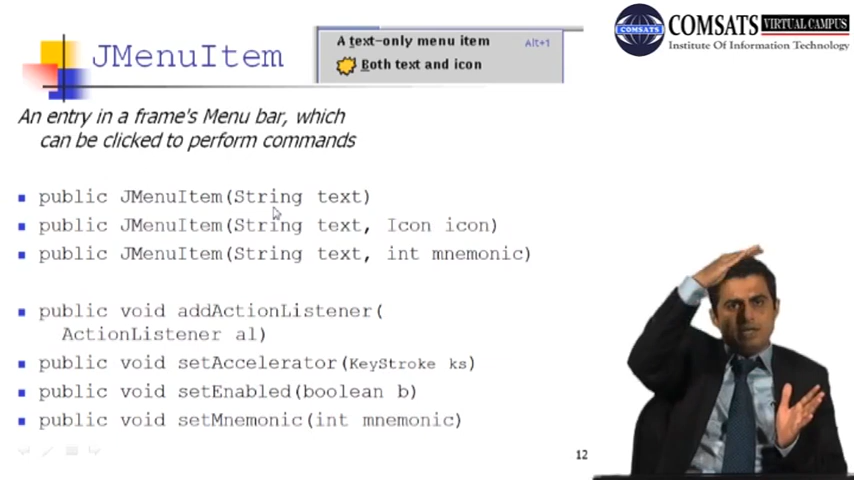 JMenuItem
A text-only menu item Alt+1
Both text and icon
COMSATS VIRTUAL CAMPUS
Institute Of Information Technology
An entry in a frame's Menu bar, which
can be clicked to perform commands
public JMenuItem(String text)
public JMenuItem(String text, Icon icon)
public JMenuItem(String text, int mnemonic)
public void addActionListener(
ActionListener al)
public void setAccelerator(KeyStroke ks)
public void setEnabled(boolean b)
public void setMnemonic(int mnemonic)
12